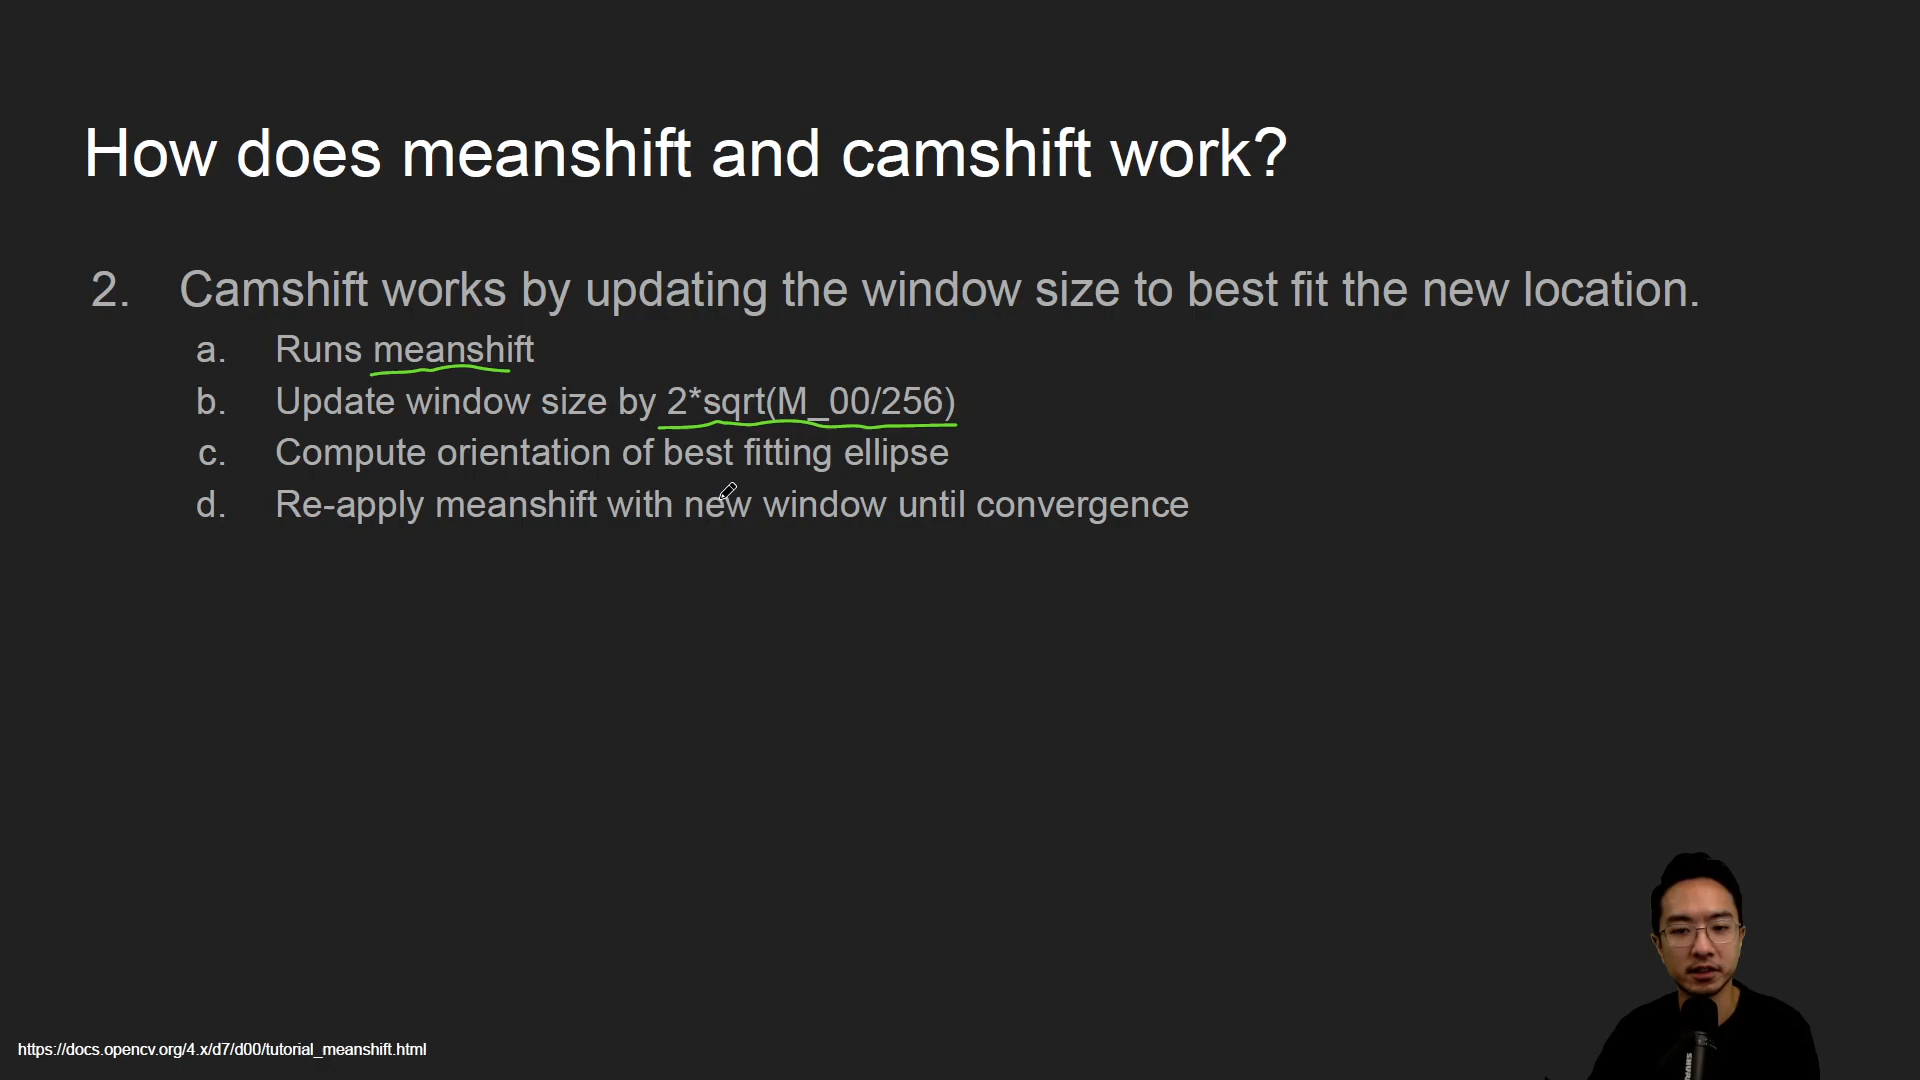 How does meanshift and camshift work?
2. Camshift works by updating the window size to best fit the new location.
a. Runs meanshift
b. Update window size by 2*sqrt(M_00/256)
c. Compute orientation of best fitting ellipse
d. Re-apply meanshift with new window until convergence
https://docs.opencv.org/4.x/d7/d00/tutorial_meanshift.html